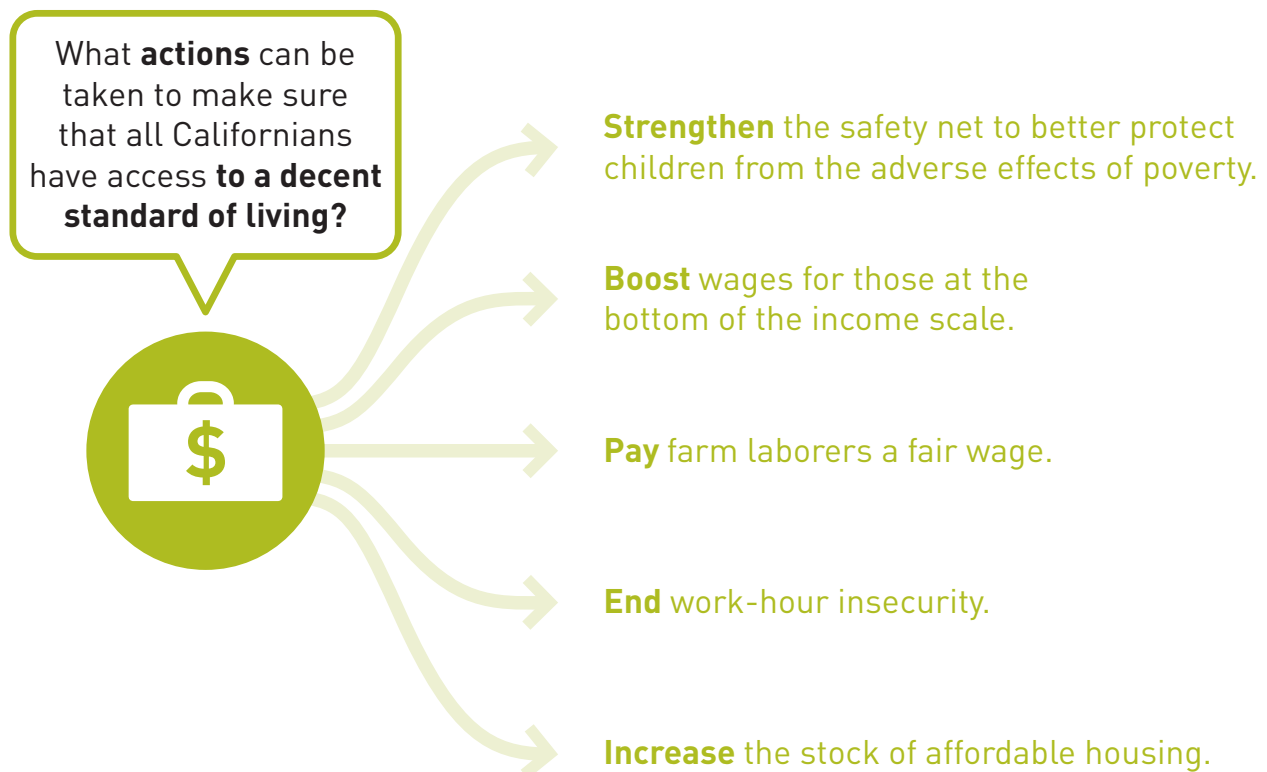 What actions can be
taken to make sure
that all Californians
have access to a decent
standard of living?
$
Strengthen the safety net to better protect
children from the adverse effects of poverty.
Boost wages for those at the
bottom of the income scale.
Pay farm laborers a fair wage.
End work-hour insecurity.
Increase the stock of affordable housing.